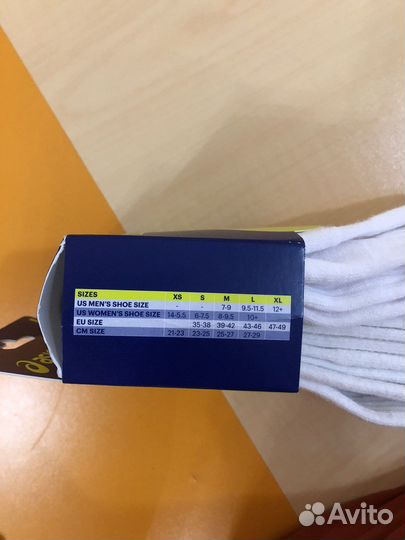 SIZES XS S M L XL
US MEN'S SHOE SIZE - - 7-9 9.5-11.5 12+
US WOMEN'S SHOE SIZE 14-5.5 6-7.5 8-9.5 10+
EU SIZE 35-38 39-42 43-46 47-49
CM SIZE 21-23 23-25 25-27 27-29
Avito